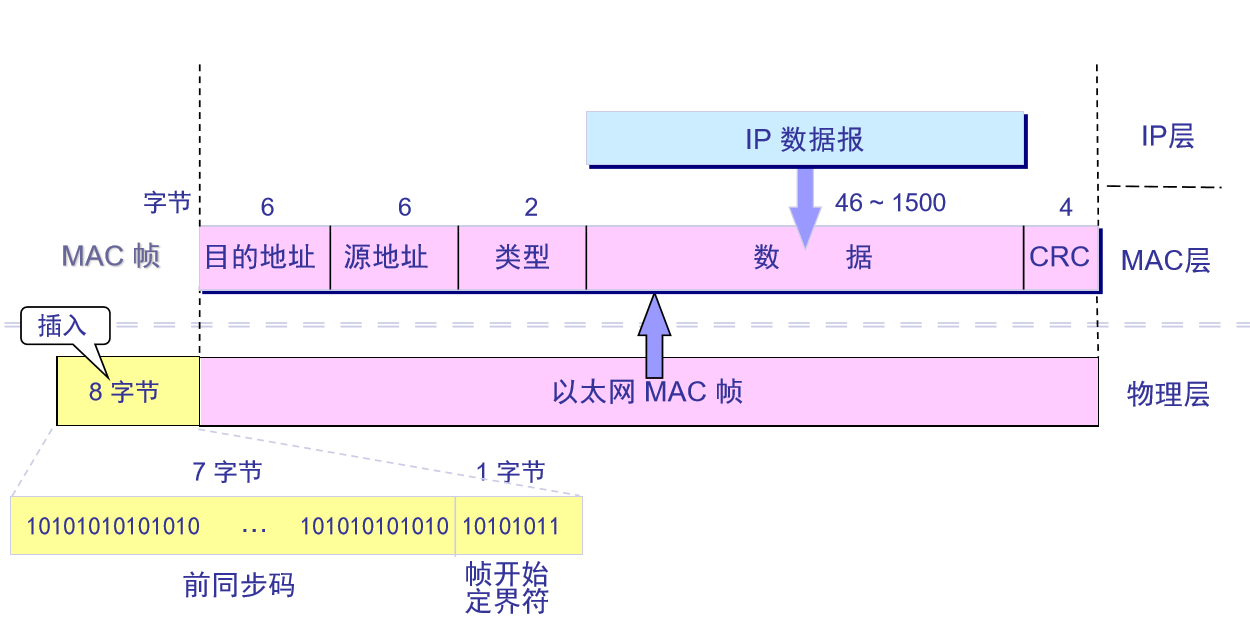 IP 数据报
IP层
字节
6
6
2
46 ~ 1500
4
MAC 帧
目的地址
源地址
类型
数 据
CRC
MAC层
插入
8 字节
以太网 MAC 帧
物理层
7 字节
1 字节
10101010101010 … 101010101010
10101011
前同步码
帧开始
定界符